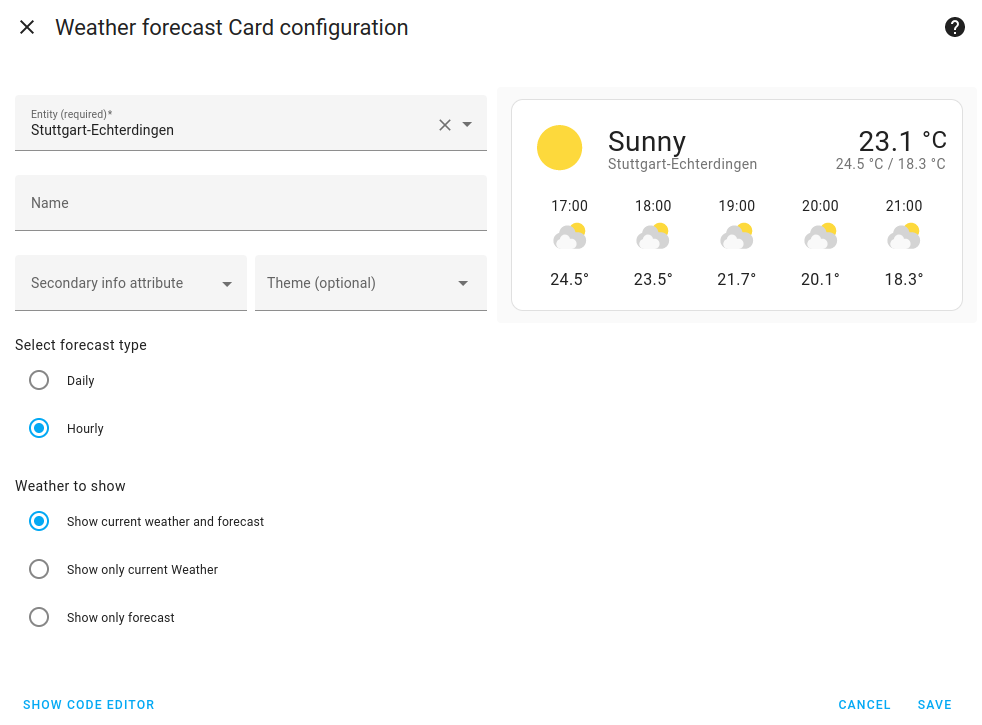 Weather forecast Card configuration
Entity (required)*
Stuttgart-Echterdingen
Name
Secondary info attribute
Theme (optional)
Select forecast type
Daily
Hourly
Weather to show
Show current weather and forecast
Show only current Weather
Show only forecast
Sunny
23.1 °C
Stuttgart-Echterdingen
24.5 °C / 18.3 °C
17:00 18:00 19:00 20:00 21:00
24.5° 23.5° 21.7° 20.1° 18.3°
SHOW CODE EDITOR
CANCEL
SAVE